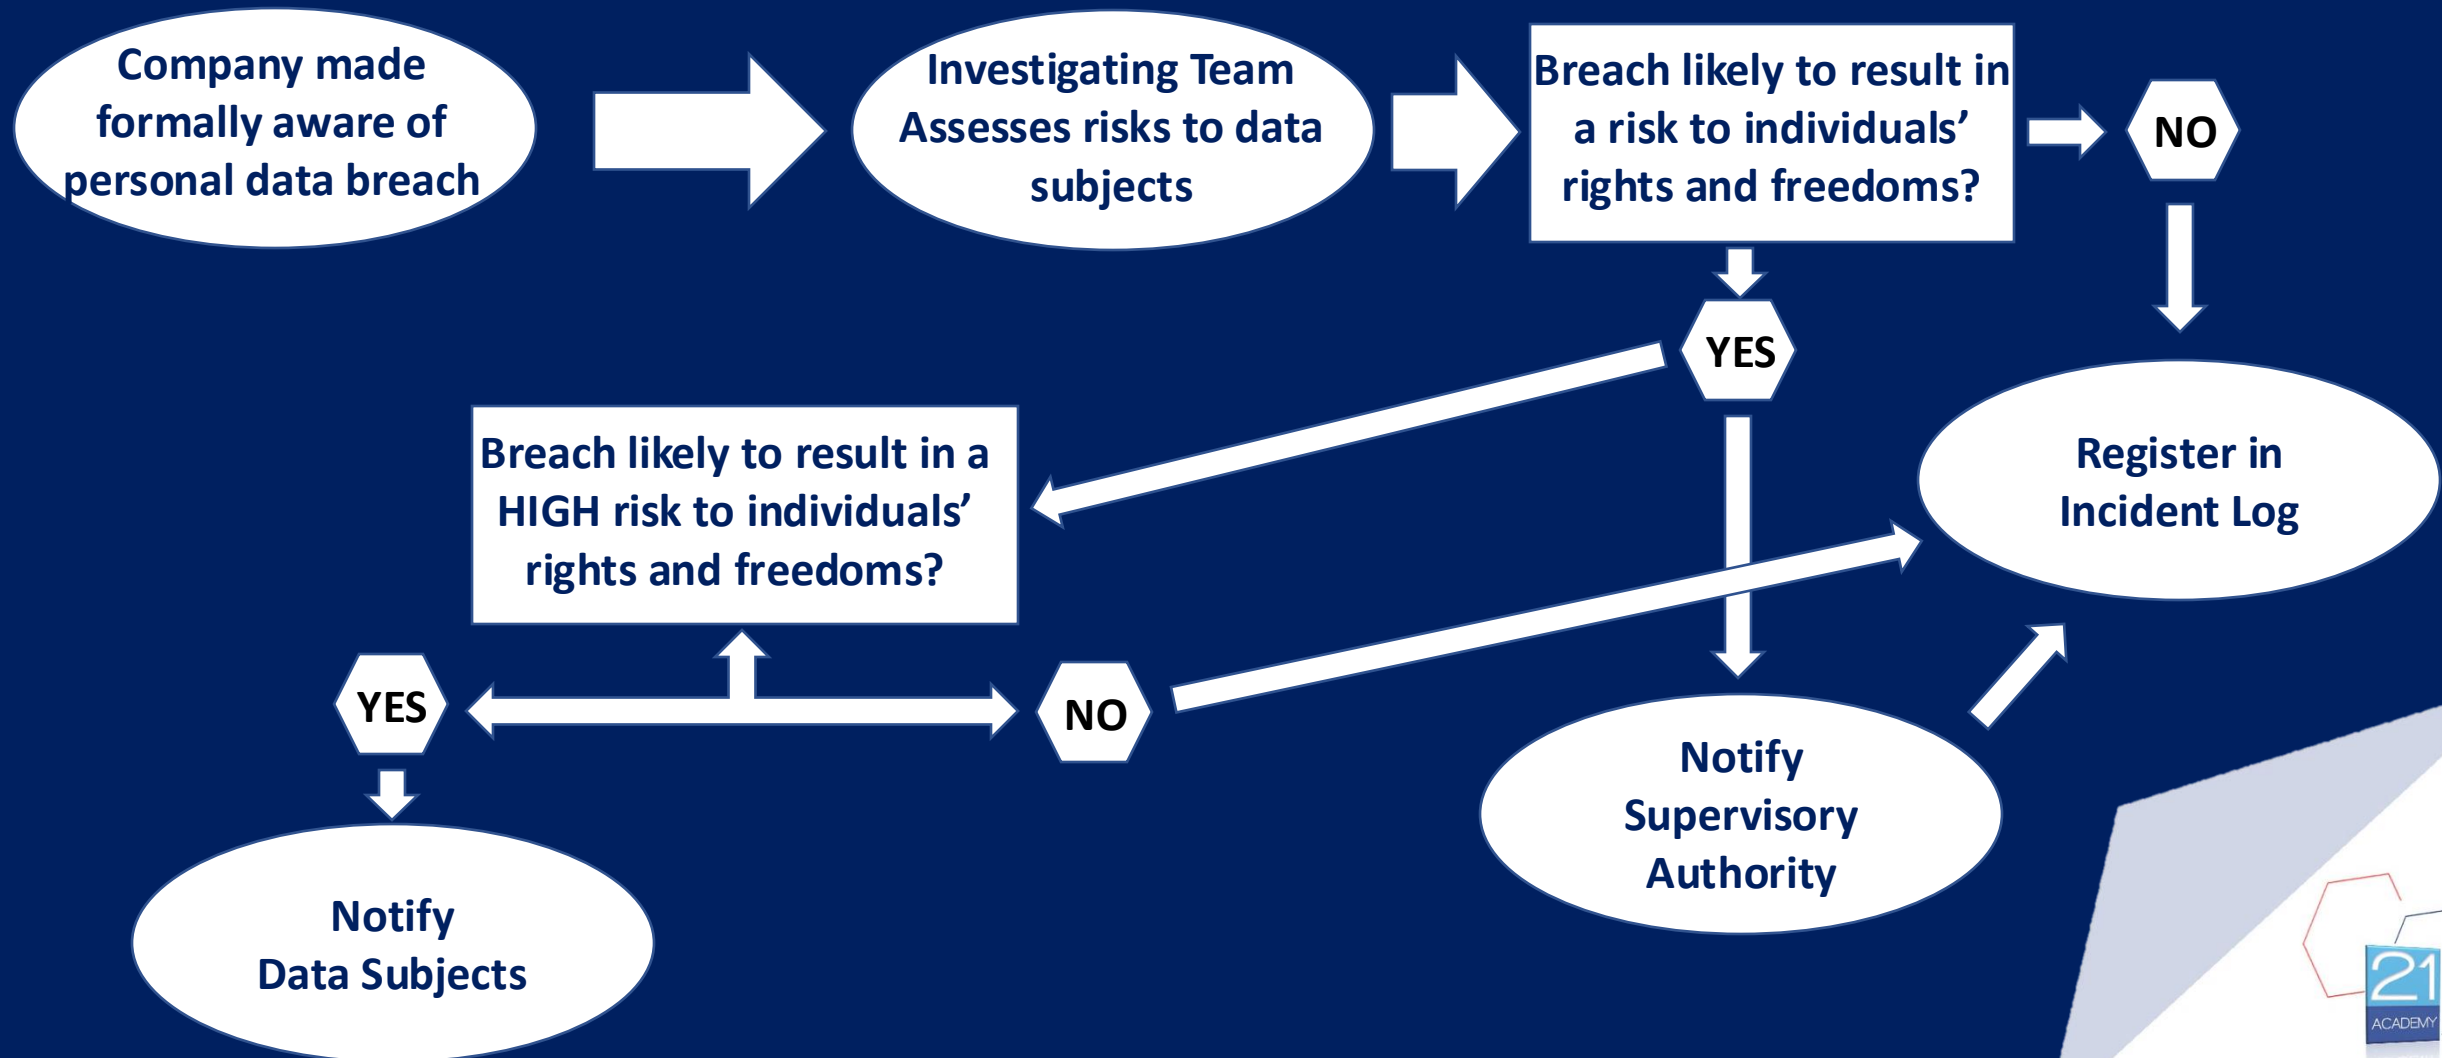 Company made
formally aware of
personal data breach
Investigating Team
Assesses risks to data
subjects
Breach likely to result in
a risk to individuals’
rights and freedoms?
NO
YES
Breach likely to result in a
HIGH risk to individuals’
rights and freedoms?
Register in
Incident Log
YES
NO
Notify
Supervisory
Authority
Notify
Data Subjects
21
ACADEMY